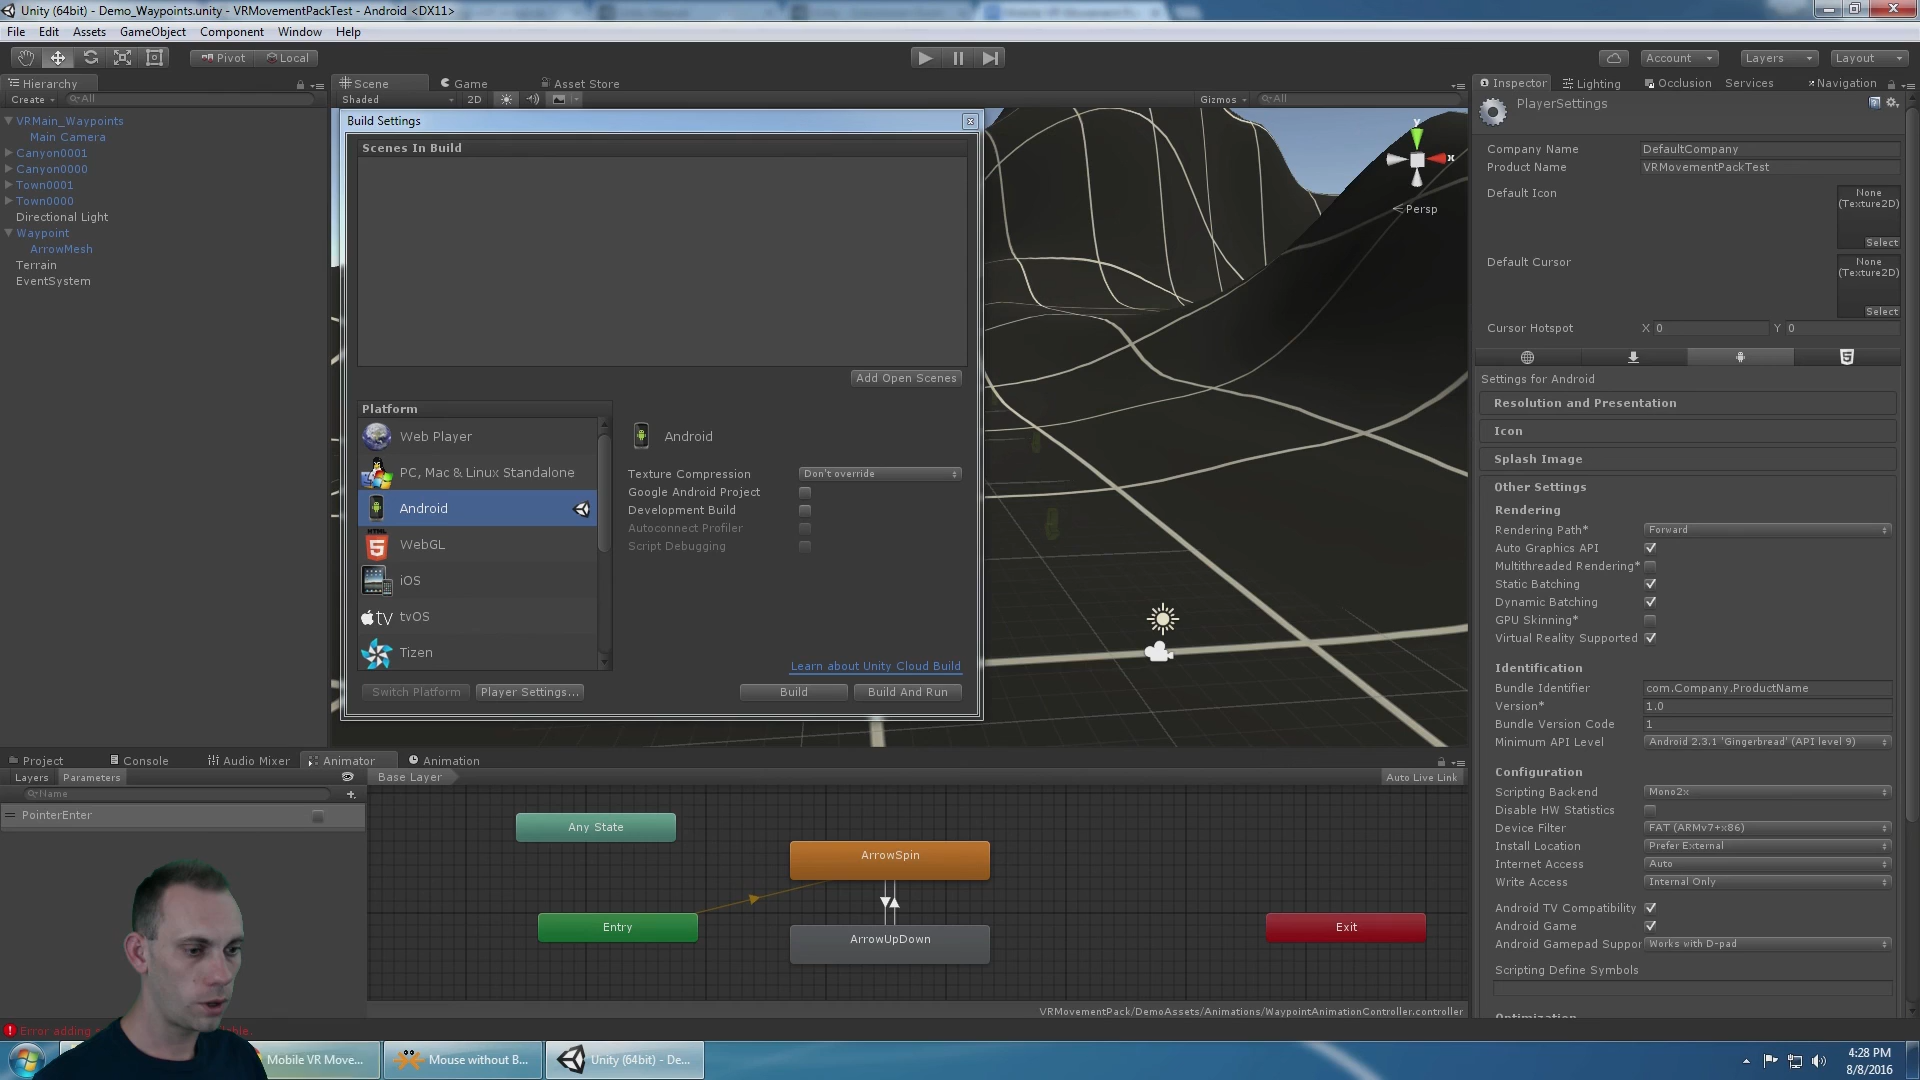 Unity (64bit) - Demo_Waypoints.unity - VRMovementPackTest - Android <DX11>
File Edit Assets GameObject Component Window Help
Pivot Local
Account Layers Layout
Hierarchy
Create All
VRMain_Waypoints
Main Camera
Canyon0001
Canyon0000
Town0001
Town0000
Directional Light
Waypoint
ArrowMesh
Terrain
EventSystem
Scene Game Asset Store
Shaded 2D Gizmos All
y
x
Persp
Build Settings
Scenes In Build
Add Open Scenes
Platform
Web Player
PC, Mac & Linux Standalone
Android
HTML
5
WebGL
iOS
tv
tvOS
Tizen
Android
Texture Compression Don't override
Google Android Project
Development Build
Autoconnect Profiler
Script Debugging
Learn about Unity Cloud Build
Switch Platform Player Settings... Build Build And Run
Inspector Lighting Occlusion Services Navigation
PlayerSettings
Company Name DefaultCompany
Product Name VRMovementPackTest
Default Icon
None
(Texture2D)
Select
Default Cursor
None
(Texture2D)
Select
Cursor Hotspot X 0 Y 0
Settings for Android
Resolution and Presentation
Icon
Splash Image
Other Settings
Rendering
Rendering Path* Forward
Auto Graphics API
Multithreaded Rendering*
Static Batching
Dynamic Batching
GPU Skinning*
Virtual Reality Supported
Identification
Bundle Identifier com.Company.ProductName
Version* 1.0
Bundle Version Code 1
Minimum API Level Android 2.3.1 'Gingerbread' (API level 9)
Configuration
Scripting Backend Mono2x
Disable HW Statistics
Device Filter FAT (ARMv7+x86)
Install Location Prefer External
Internet Access Auto
Write Access Internal Only
Android TV Compatibility
Android Game
Android Gamepad Suppor Works with D-pad
Scripting Define Symbols
Optimization
Project Console Audio Mixer Animator Animation
Layers Parameters Base Layer Auto Live Link
Name
PointerEnter
Any State
ArrowSpin
Entry
ArrowUpDown
Exit
VRMovementPack/DemoAssets/Animations/WaypointAnimationController.controller
Error adding
Mobile VR Move... Mouse without B... Unity (64bit) - De...
4:28 PM
8/8/2016